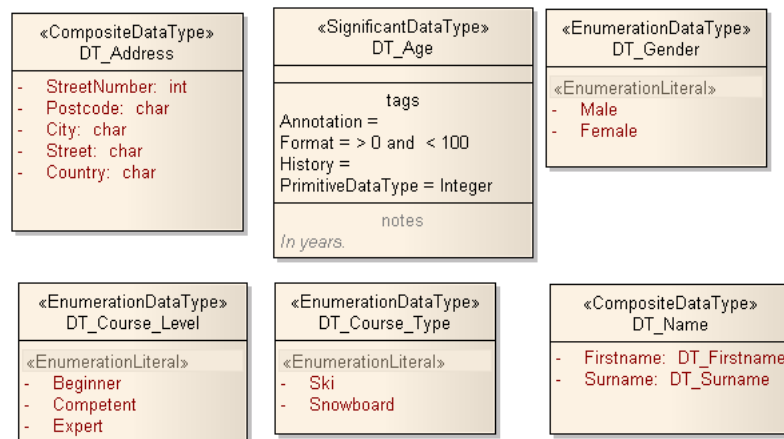 «CompositeDataType»
DT_Address
- StreetNumber: int
- Postcode: char
- City: char
- Street: char
- Country: char
«SignificantDataType»
DT_Age
tags
Annotation =
Format = > 0 and < 100
History =
PrimitiveDataType = Integer
notes
In years.
«EnumerationDataType»
DT_Gender
«EnumerationLiteral»
- Male
- Female
«EnumerationDataType»
DT_Course_Level
«EnumerationLiteral»
- Beginner
- Competent
- Expert
«EnumerationDataType»
DT_Course_Type
«EnumerationLiteral»
- Ski
- Snowboard
«CompositeDataType»
DT_Name
- Firstname: DT_Firstname
- Surname: DT_Surname